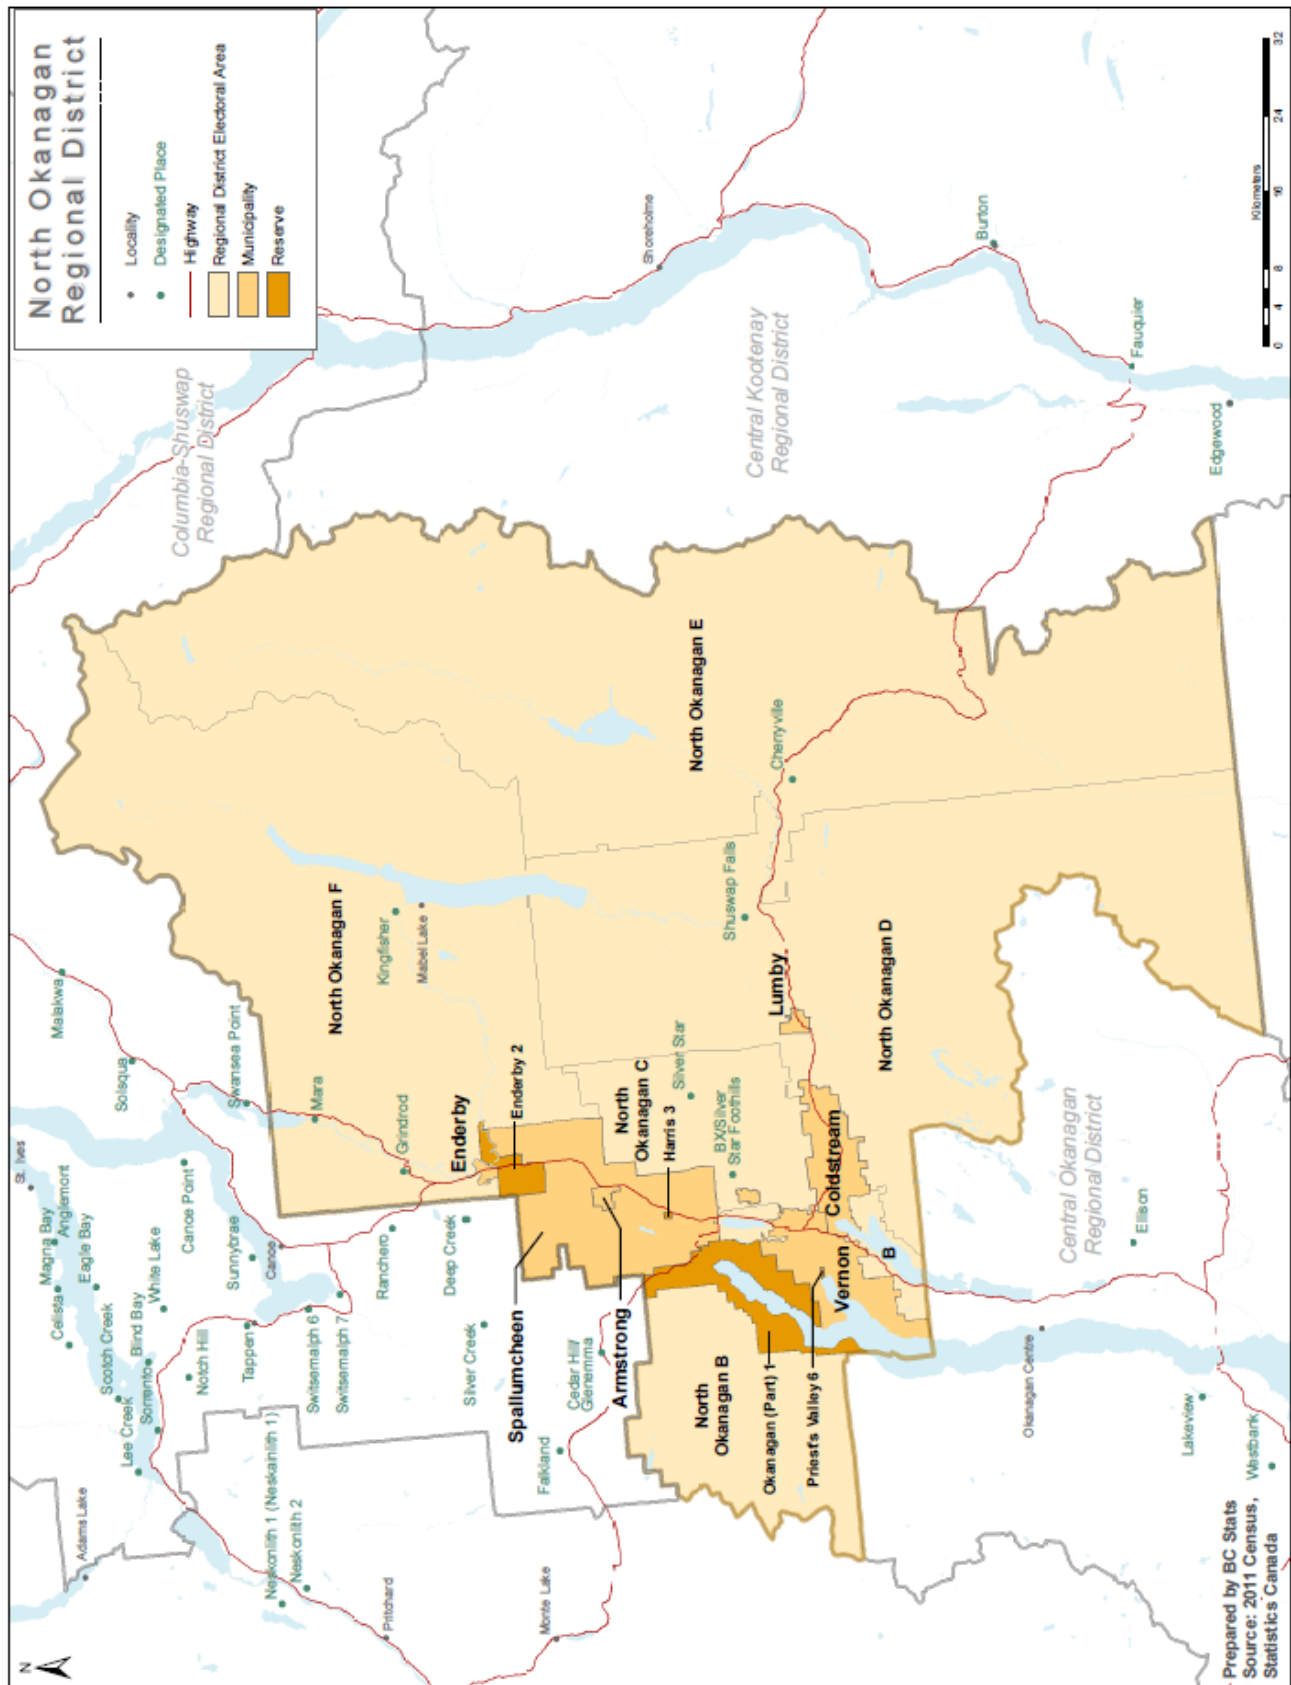 North Okanagan
Regional District
Locality
Designated Place
Highway
Regional District Electoral Area
Municipality
Reserve
N
St. Ives
Magna Bay
Anglemont
Celista
Eagle Bay
Scotch Creek
Blind Bay
White Lake
Lee Creek
Sorrento
Notch Hill
Adams Lake
Canoe Point
Sunnybrae
Canoe
Tappen
Switsemalph 6
Switsemalph 7
Neskonlith 1 (Neskainlith 1)
Neskonlith 2
Pritchard
Monte Lake
Malakwa
Solsqua
Swansea Point
Mara
Grindrod
Ranchero
Deep Creek
Silver Creek
Cedar Hill/
Glenemma
Falkland
Columbia-Shuswap
Regional District
North Okanagan F
Kingfisher
Mabel Lake
Enderby
Enderby 2
Spallumcheen
Armstrong
North
Okanagan C
Harris 3
Silver Star
BX/Silver
Star Foothills
North Okanagan E
Shuswap Falls
Cherryville
Lumby
Coldstream
North Okanagan D
Vernon
B
North
Okanagan B
Okanagan (Part) 1
Priest's Valley 6
Central Kootenay
Regional District
Shoreholme
Burton
Fauquier
Edgewood
Central Okanagan
Regional District
Ellison
Okanagan Centre
Lakeview
Westbank
Prepared by BC Stats
Source: 2011 Census,
Statistics Canada
Kilometers
0 4 8 16 24 32